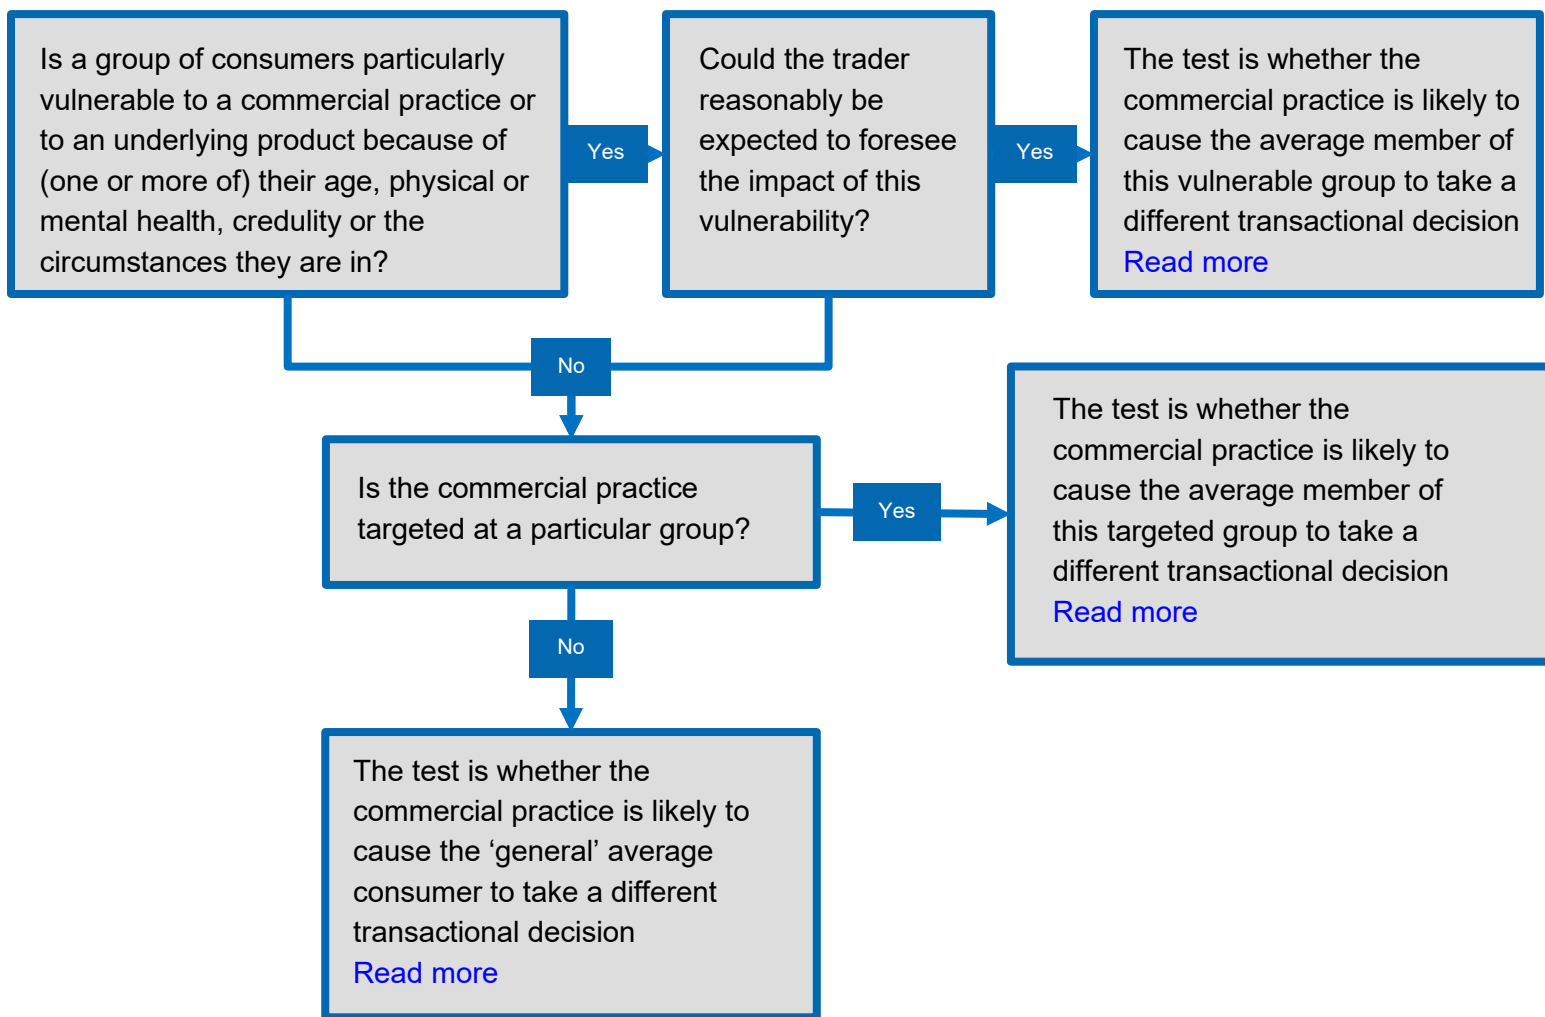 Is a group of consumers particularly
vulnerable to a commercial practice or
to an underlying product because of
(one or more of) their age, physical or
mental health, credulity or the
circumstances they are in?
Yes
Could the trader
reasonably be
expected to foresee
the impact of this
vulnerability?
Yes
The test is whether the
commercial practice is likely to
cause the average member of
this vulnerable group to take a
different transactional decision
Read more
No
Is the commercial practice
targeted at a particular group?
Yes
The test is whether the
commercial practice is likely to
cause the average member of
this targeted group to take a
different transactional decision
Read more
No
The test is whether the
commercial practice is likely to
cause the ‘general’ average
consumer to take a different
transactional decision
Read more